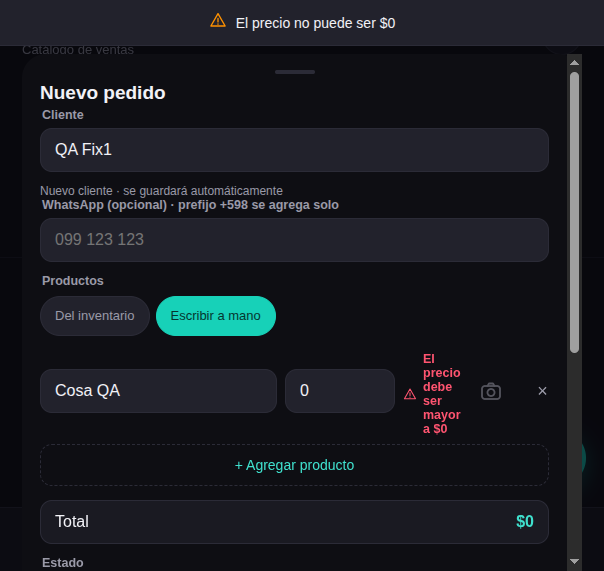 El precio no puede ser $0
Catálogo de ventas
Nuevo pedido
Cliente
QA Fix1
Nuevo cliente · se guardará automáticamente
WhatsApp (opcional) · prefijo +598 se agrega solo
099 123 123
Productos
Del inventario
Escribir a mano
Cosa QA
0
El
precio
debe
ser
mayor
a $0
×
+ Agregar producto
Total
$0
Estado